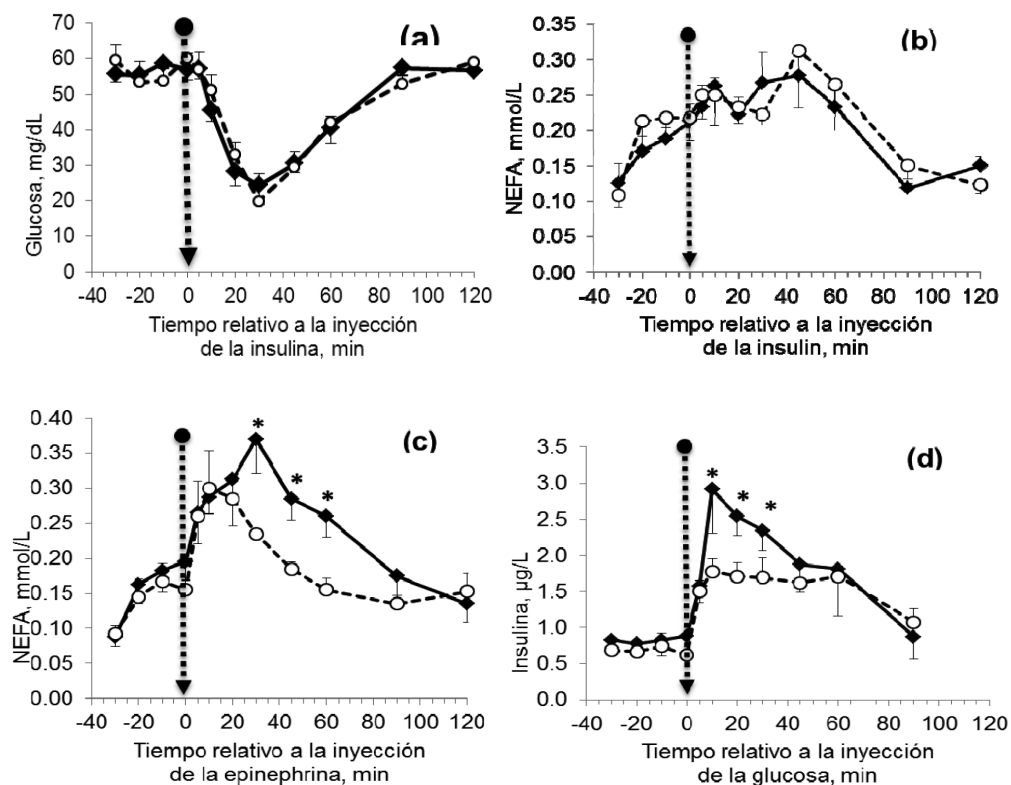 (a)
Glucosa, mg/dL
70
60
50
40
30
20
10
0
-40 -20 0 20 40 60 80 100 120
Tiempo relativo a la inyección
de la insulina, min
(b)
NEFA, mmol/L
0.35
0.30
0.25
0.20
0.15
0.10
0.05
0.00
-40 -20 0 20 40 60 80 100 120
Tiempo relativo a la inyección
de la insulin, min
(c)
NEFA, mmol/L
0.40
0.35
0.30
0.25
0.20
0.15
0.10
0.05
0.00
* * *
-40 -20 0 20 40 60 80 100 120
Tiempo relativo a la inyección
de la epinephrina, min
(d)
Insulina, µg/L
3.5
3.0
2.5
2.0
1.5
1.0
0.5
0.0
* * *
-40 -20 0 20 40 60 80 100 120
Tiempo relativo a la inyección
de la glucosa, min